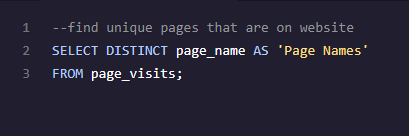 1 --find unique pages that are on website
2 SELECT DISTINCT page_name AS 'Page Names'
3 FROM page_visits;